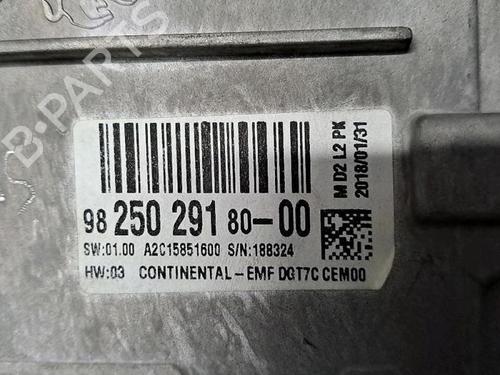 B-PARTS
98 250 291 80-00
SW:01.00 A2C15851600 S/N:188324
HW:03 CONTINENTAL-EMF DGT7C CEM00
M D2 L2 PK
2018/01/31